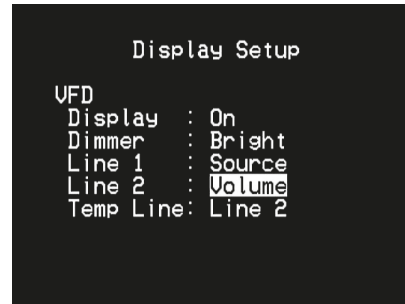 Display Setup
VFD
Display : On
Dimmer : Bright
Line 1 : Source
Line 2 : Volume
Temp Line: Line 2